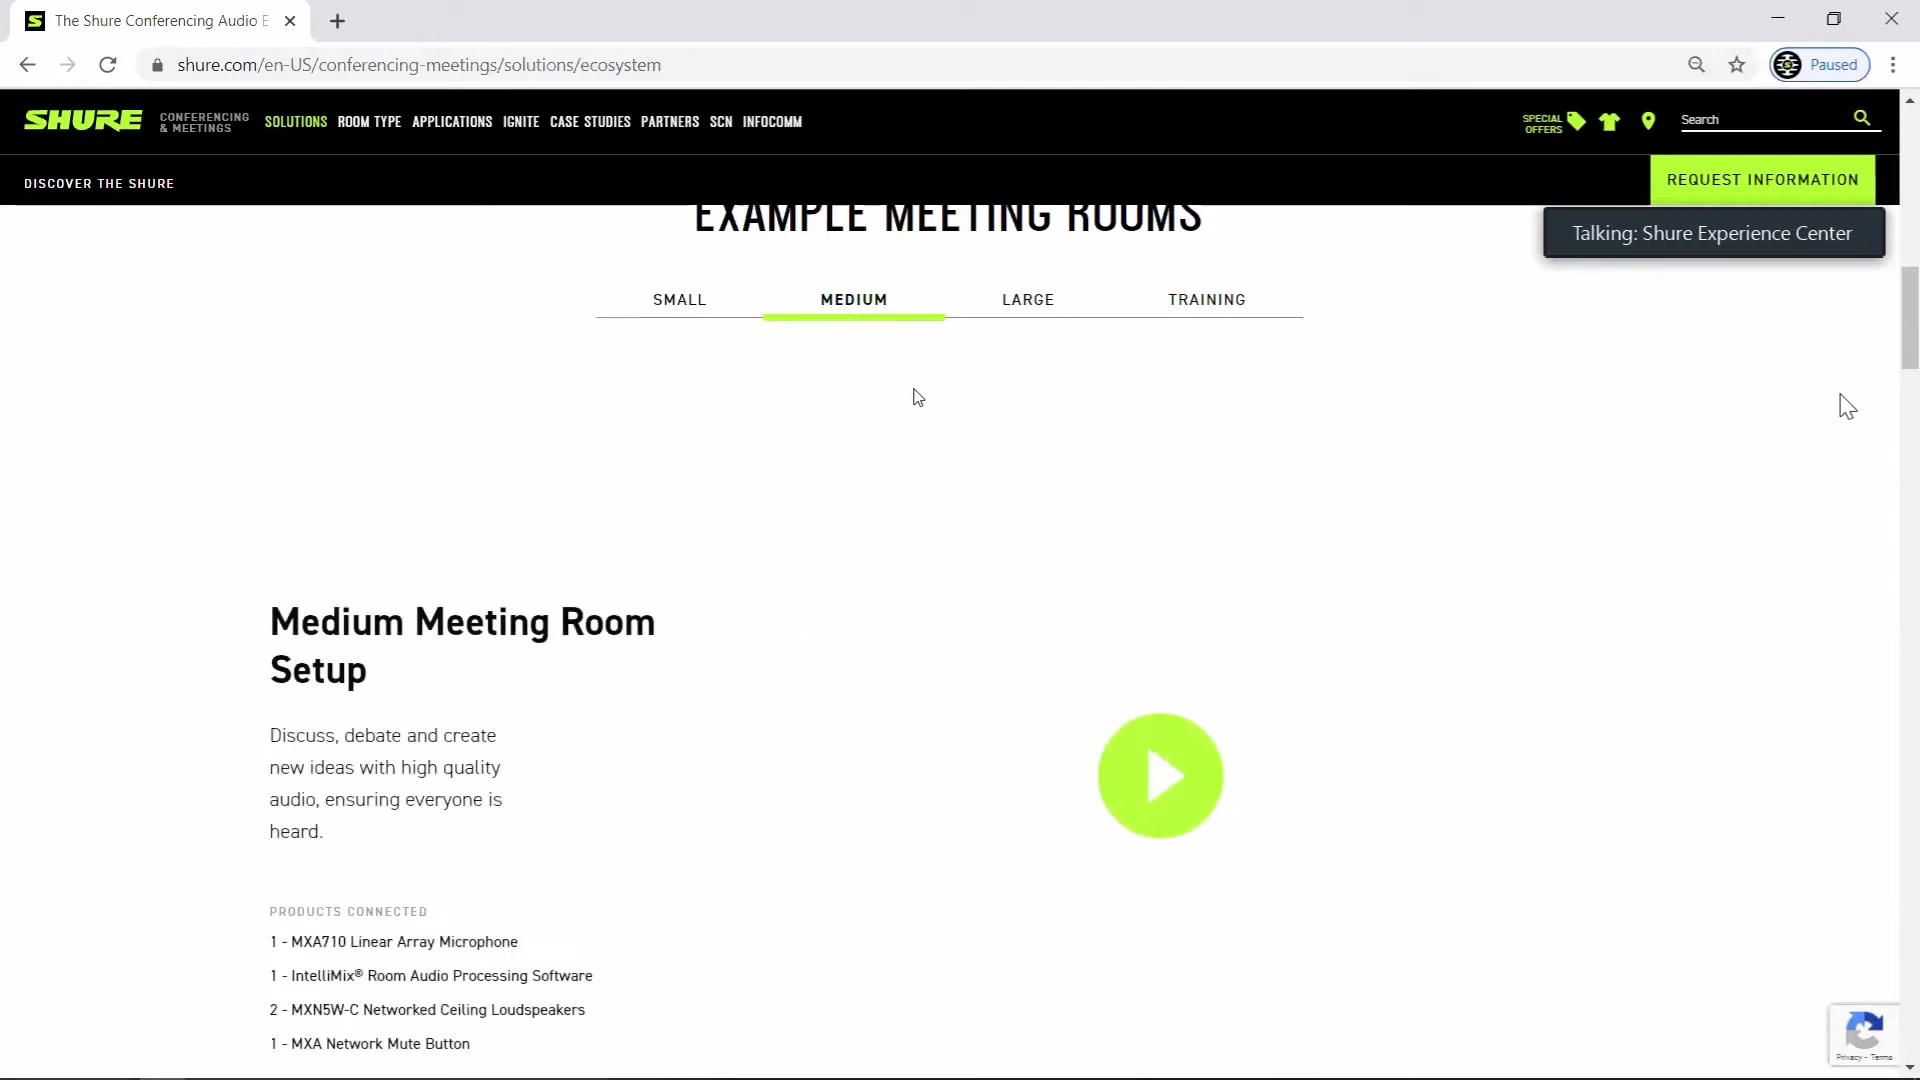 The Shure Conferencing Audio E
shure.com/en-US/conferencing-meetings/solutions/ecosystem
Paused
SHURE
CONFERENCING
& MEETINGS
SOLUTIONS ROOM TYPE APPLICATIONS IGNITE CASE STUDIES PARTNERS SCN INFOCOMM
SPECIAL
OFFERS
Search
DISCOVER THE SHURE
REQUEST INFORMATION
EXAMPLE MEETING ROOMS
Talking: Shure Experience Center
SMALL MEDIUM LARGE TRAINING
Medium Meeting Room
Setup
Discuss, debate and create
new ideas with high quality
audio, ensuring everyone is
heard.
PRODUCTS CONNECTED
1 - MXA710 Linear Array Microphone
1 - IntelliMix® Room Audio Processing Software
2 - MXN5W-C Networked Ceiling Loudspeakers
1 - MXA Network Mute Button
Privacy - Terms